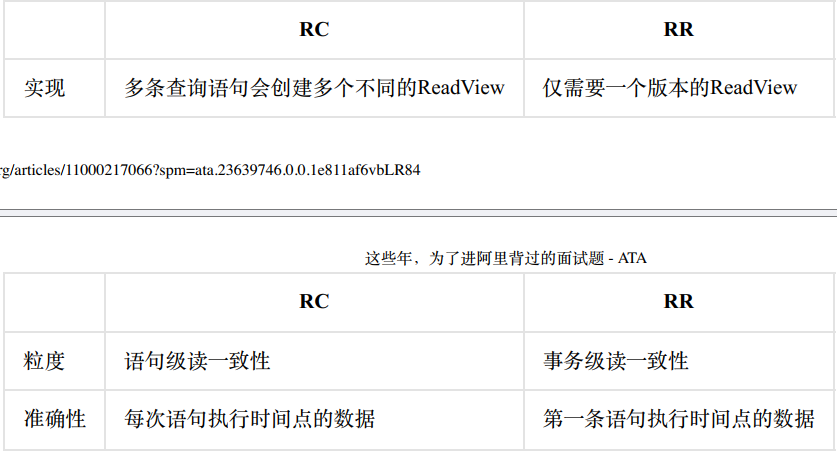 RC RR
实现 多条查询语句会创建多个不同的ReadView 仅需要一个版本的ReadView
rg/articles/11000217066?spm=ata.23639746.0.0.1e811af6vbLR84
这些年，为了进阿里背过的面试题 - ATA
RC RR
粒度 语句级读一致性 事务级读一致性
准确性 每次语句执行时间点的数据 第一条语句执行时间点的数据